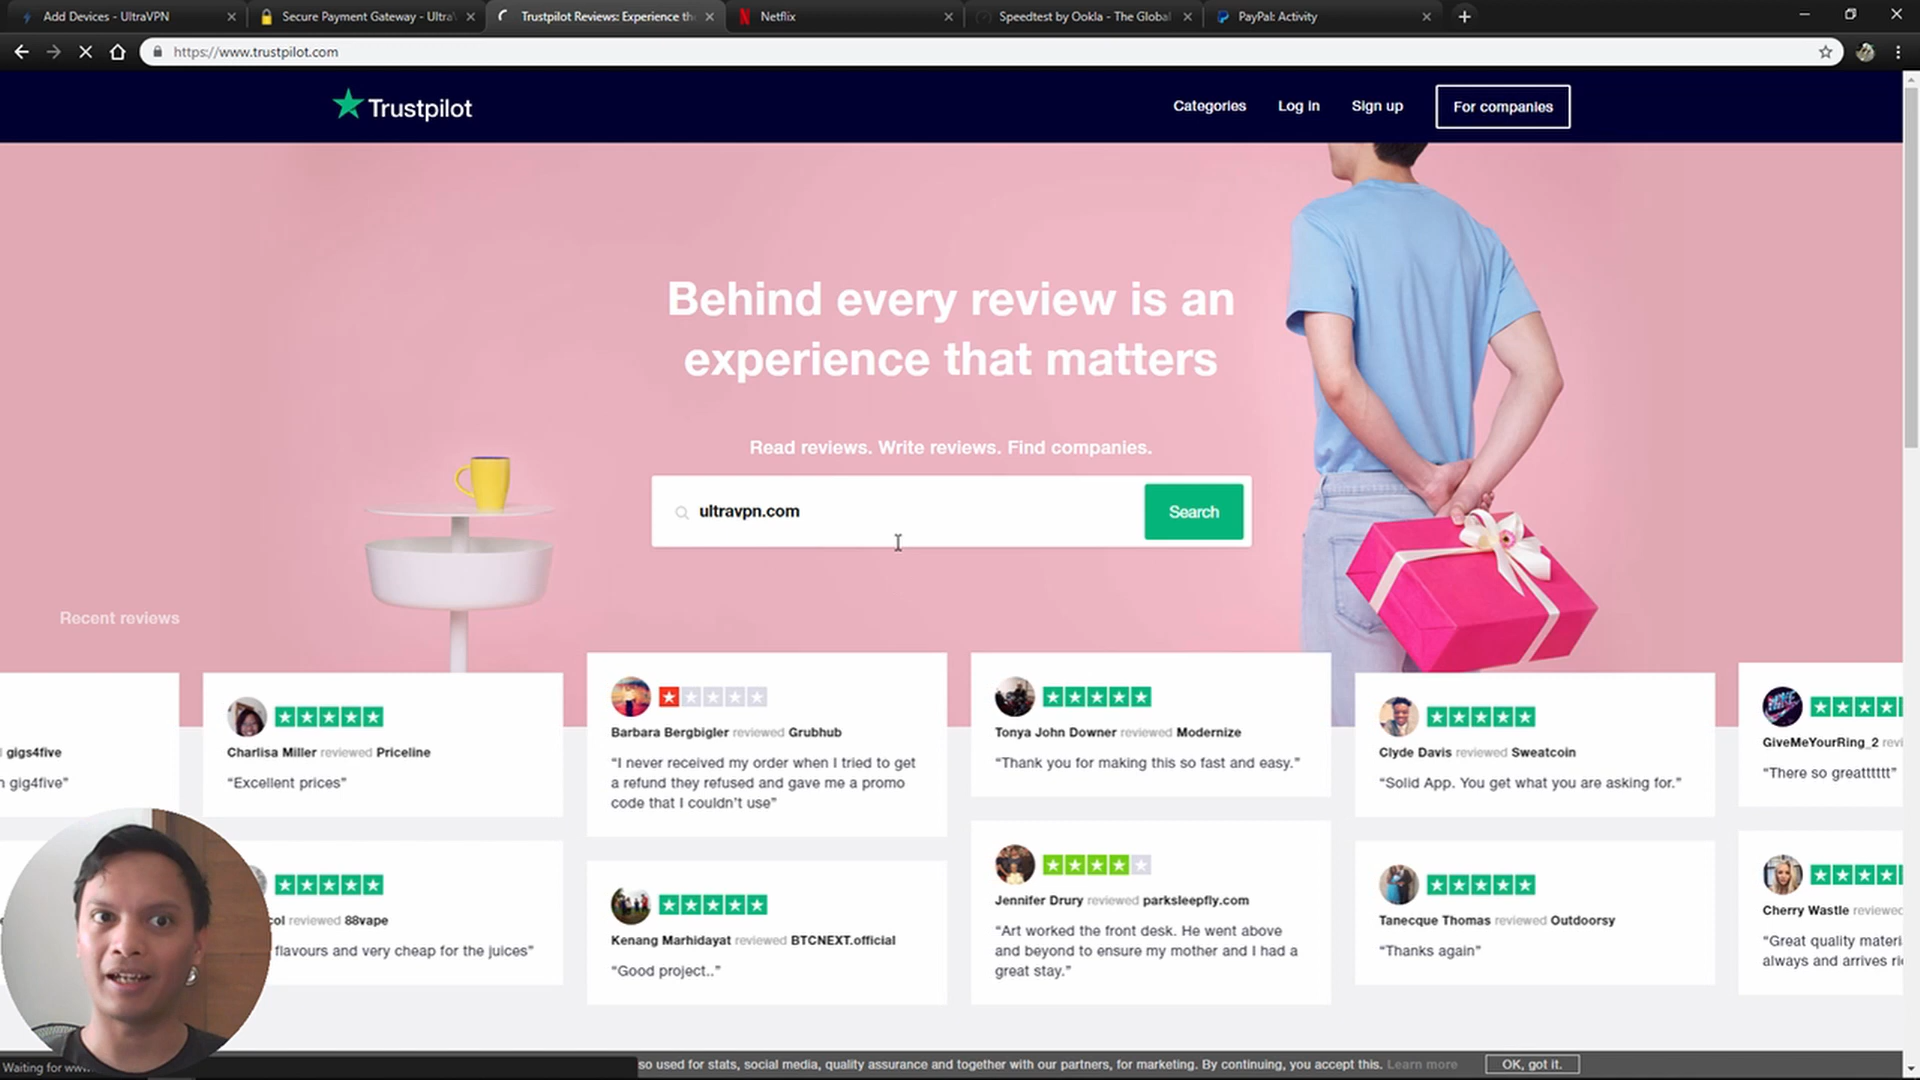 Add Devices - UltraVPN
Secure Payment Gateway - Ultra
Trustpilot Reviews: Experience th
Netflix
Speedtest by Ookla - The Global
PayPal: Activity
https://www.trustpilot.com
Trustpilot
Categories
Log in
Sign up
For companies
Behind every review is an
experience that matters
Read reviews. Write reviews. Find companies.
ultravpn.com
Search
Recent reviews
gigs4five
gig4five”
Charlisa Miller reviewed Priceline
“Excellent prices”
Barbara Bergbigler reviewed Grubhub
“I never received my order when I tried to get
a refund they refused and gave me a promo
code that I couldn’t use”
Tonya John Downer reviewed Modernize
“Thank you for making this so fast and easy.”
Clyde Davis reviewed Sweatcoin
“Solid App. You get what you are asking for.”
GiveMeYourRing_2 revi
“There so greatttttt”
col reviewed 88vape
flavours and very cheap for the juices”
Kenang Marhidayat reviewed BTCNEXT.official
“Good project..”
Jennifer Drury reviewed parksleepfly.com
“Art worked the front desk. He went above
and beyond to ensure my mother and I had a
great stay.”
Tanecque Thomas reviewed Outdoorsy
“Thanks again”
Cherry Wastle reviewed
“Great quality materi
always and arrives ri
Waiting for www.
so used for stats, social media, quality assurance and together with our partners, for marketing. By continuing, you accept this. Learn more
OK, got it.